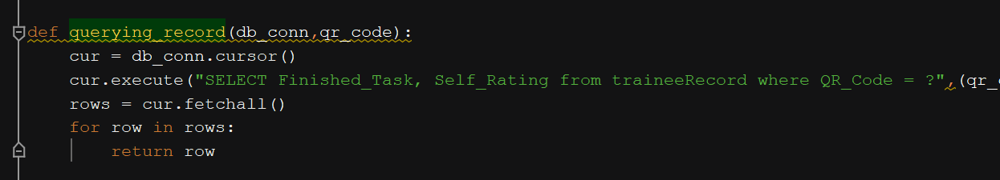 def querying_record(db_conn,qr_code):
    cur = db_conn.cursor()
    cur.execute("SELECT Finished_Task, Self_Rating from traineeRecord where QR_Code = ?",(qr_
    rows = cur.fetchall()
    for row in rows:
        return row